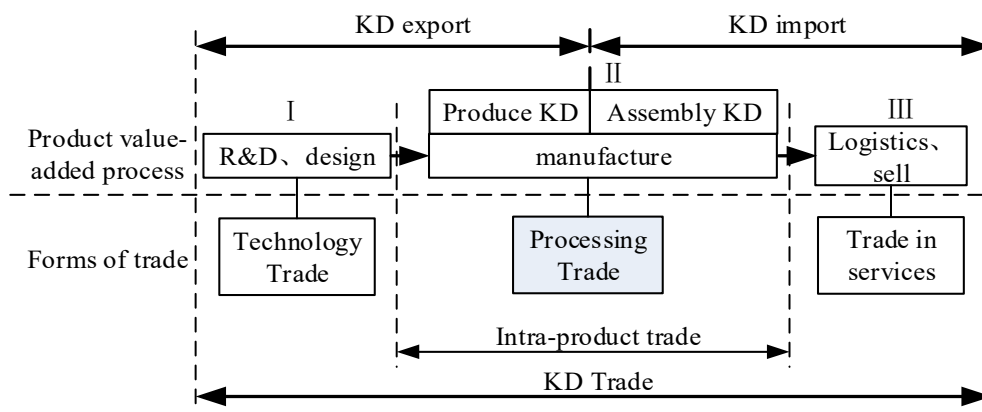 KD export
KD import
Ⅱ
Produce KD
Assembly KD
Ⅰ
Ⅲ
Product value-
added process
R&D、design
manufacture
Logistics、
sell
Forms of trade
Technology
Trade
Processing
Trade
Trade in
services
Intra-product trade
KD Trade